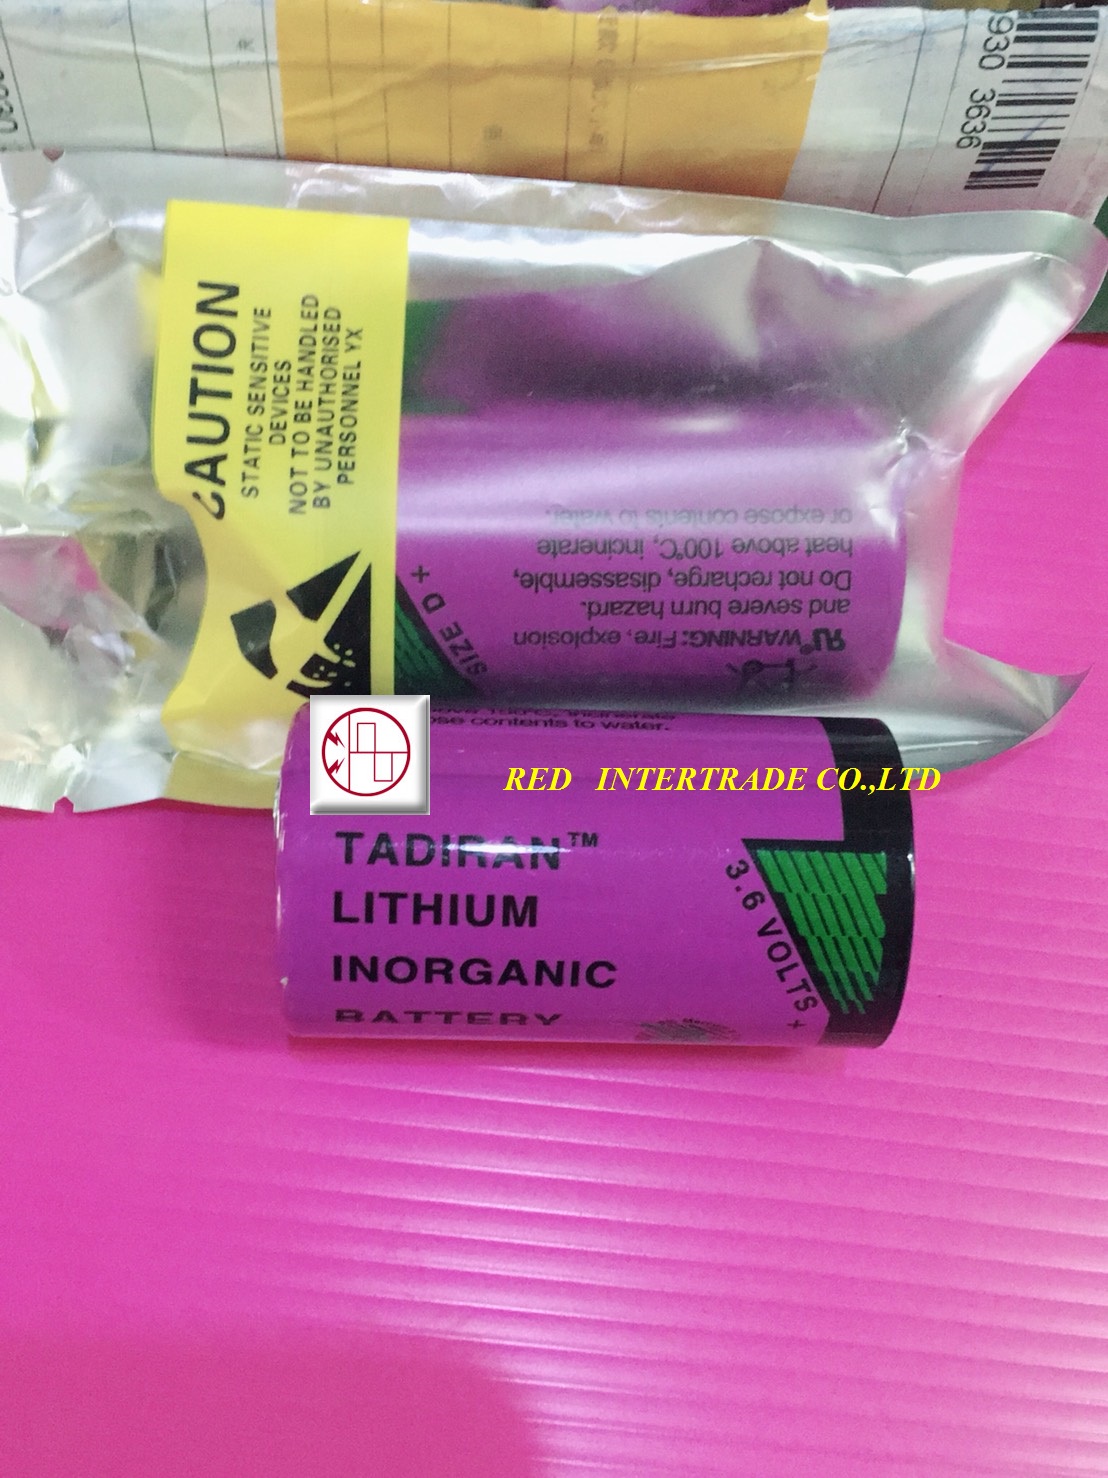 930 3636
CAUTION
STATIC SENSITIVE
DEVICES
NOT TO BE HANDLED
BY UNAUTHORISED
PERSONNEL YX
SIZE D +
WARNING: Fire, explosion
and severe burn hazard.
Do not recharge, disassemble,
heat above 100°C, incinerate
or expose contents to water.
contents to water.
RED INTERTRADE CO.,LTD
TADIRAN™
LITHIUM
INORGANIC
BATTERY
3.6 VOLTS +